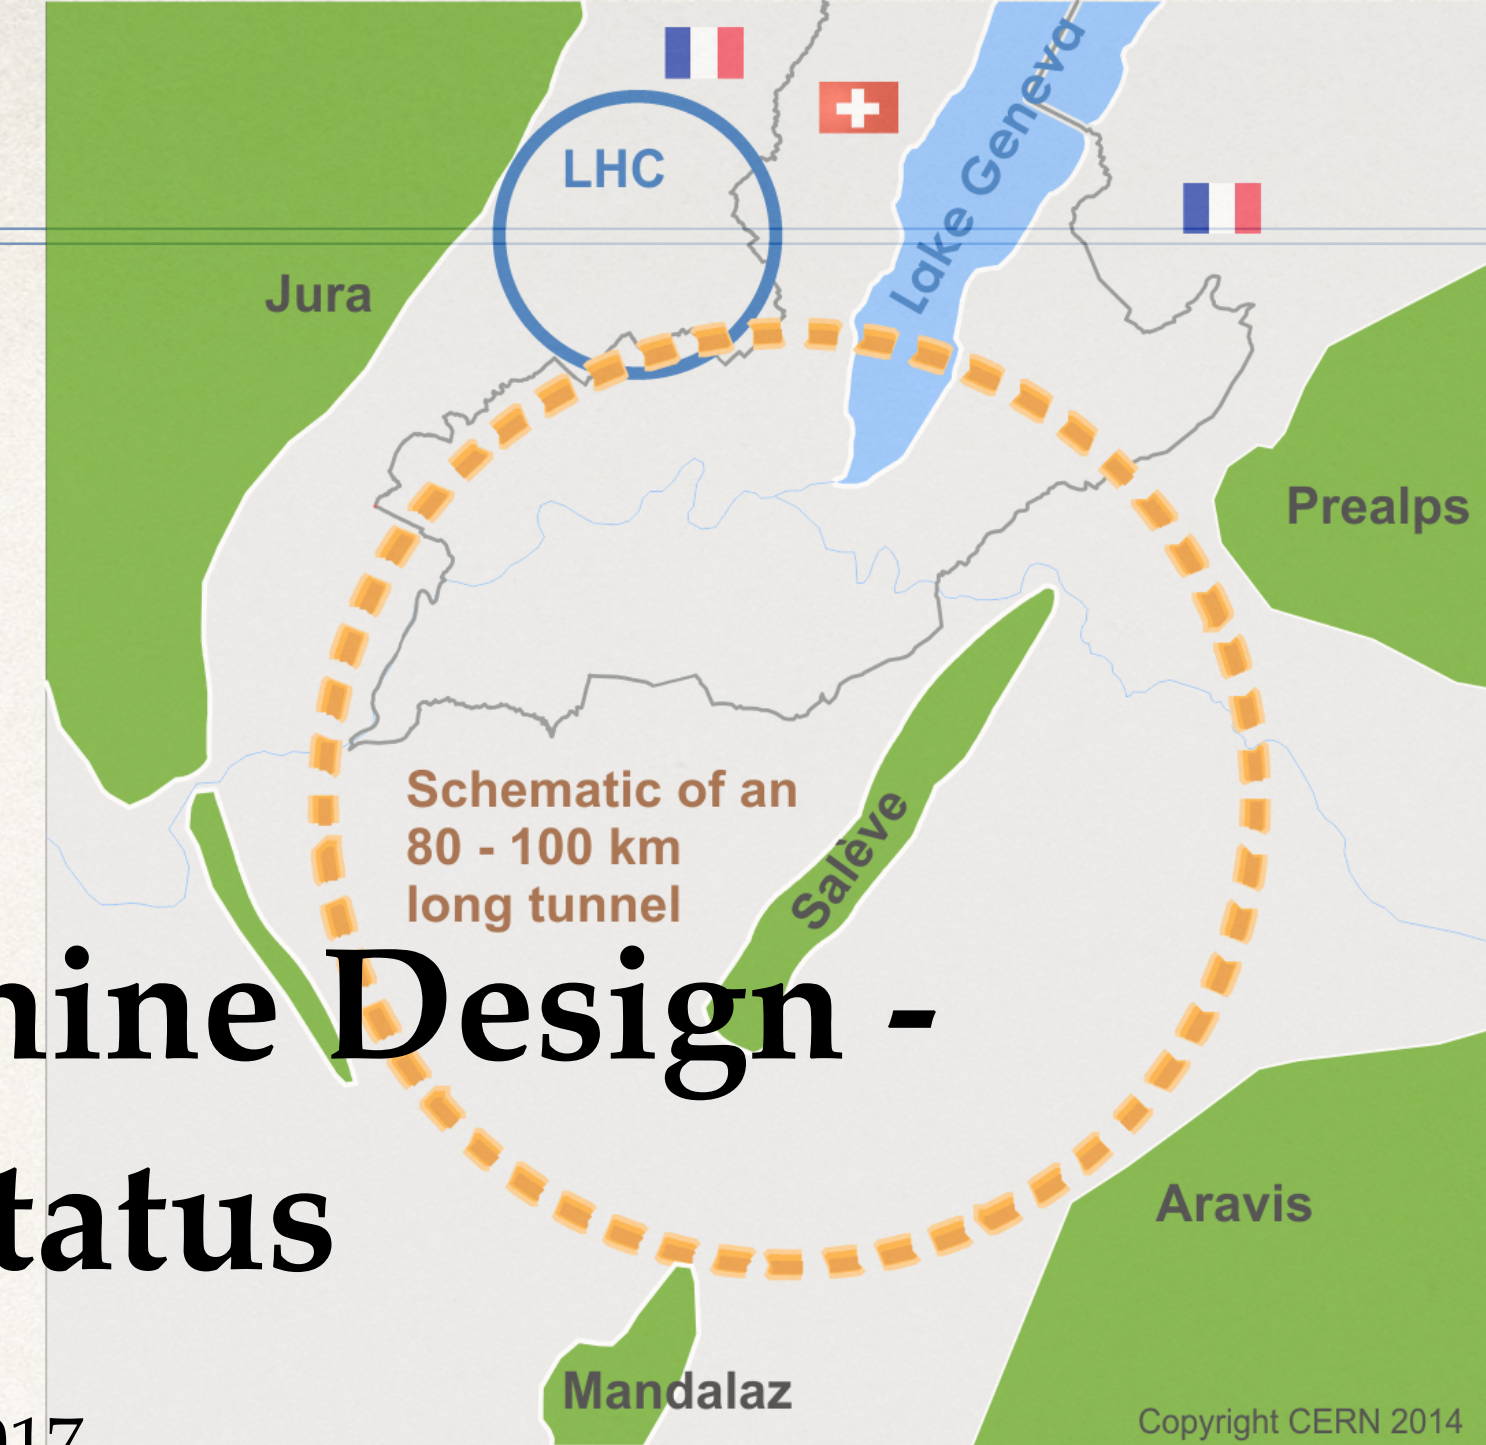 LHC
Lake Geneva
Jura
Prealps
Schematic of an
80 - 100 km
long tunnel
Salève
Design -
tatus
Aravis
Mandalaz
Copyright CERN 2014